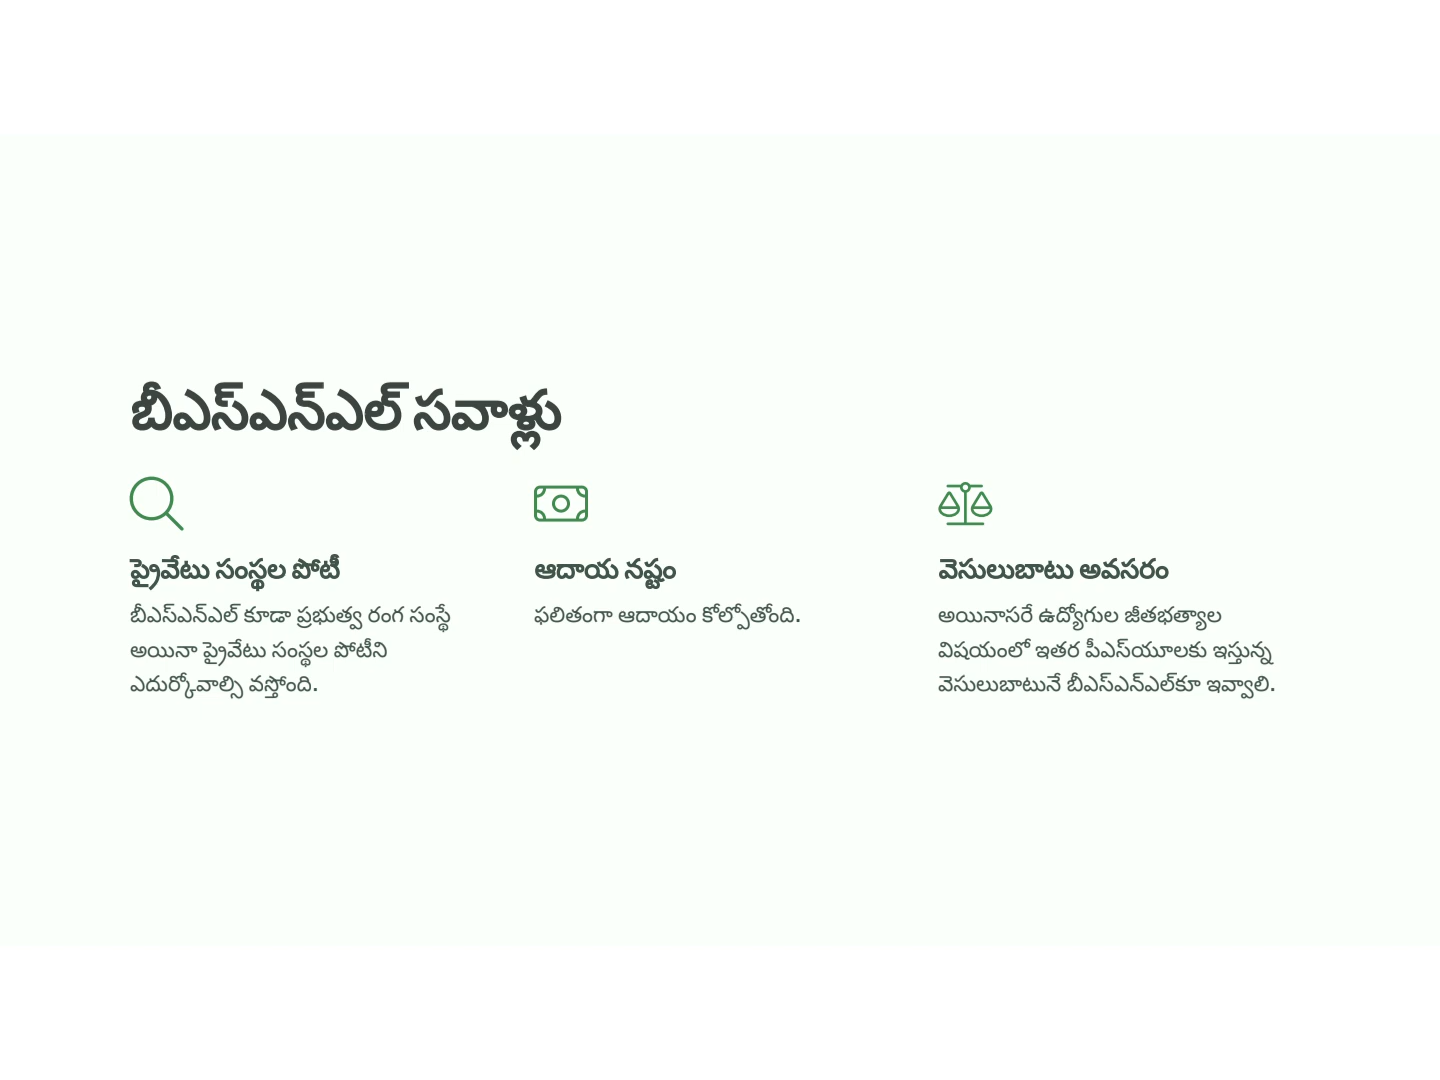 బీఎస్ఎన్ఎల్ సవాళ్లు
ప్రైవేటు సంస్థల పోటీ
బీఎస్ఎన్ఎల్ కూడా ప్రభుత్వ రంగ సంస్థే
అయినా ప్రైవేటు సంస్థల పోటీని
ఎదుర్కోవాల్సి వస్తోంది.
ఆదాయ నష్టం
ఫలితంగా ఆదాయం కోల్పోతోంది.
వెసులుబాటు అవసరం
అయినాసరే ఉద్యోగుల జీతభత్యాల
విషయంలో ఇతర పీఎస్‌యూలకు ఇస్తున్న
వెసులుబాటునే బీఎస్ఎన్ఎల్‌కూ ఇవ్వాలి.